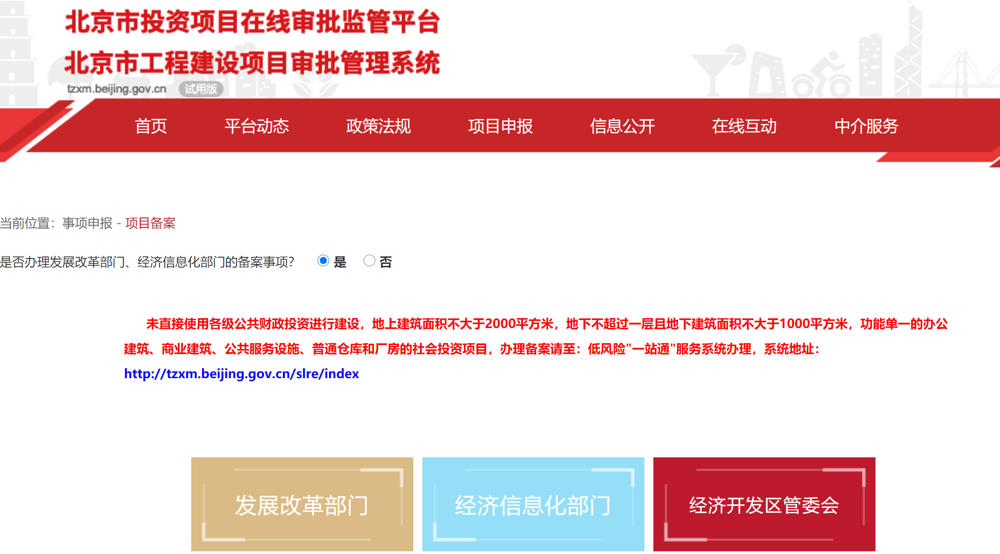 北京市投资项目在线审批监管平台
北京市工程建设项目审批管理系统
tzxm.beijing.gov.cn 试用版
首页 平台动态 政策法规 项目申报 信息公开 在线互动 中介服务
当前位置：事项申报 - 项目备案
是否办理发展改革部门、经济信息化部门的备案事项？ 是 否
未直接使用各级公共财政投资进行建设，地上建筑面积不大于2000平方米，地下不超过一层且地下建筑面积不大于1000平方米，功能单一的办公
建筑、商业建筑、公共服务设施、普通仓库和厂房的社会投资项目，办理备案请至：低风险"一站通"服务系统办理，系统地址：
http://tzxm.beijing.gov.cn/slre/index
发展改革部门 经济信息化部门 经济开发区管委会